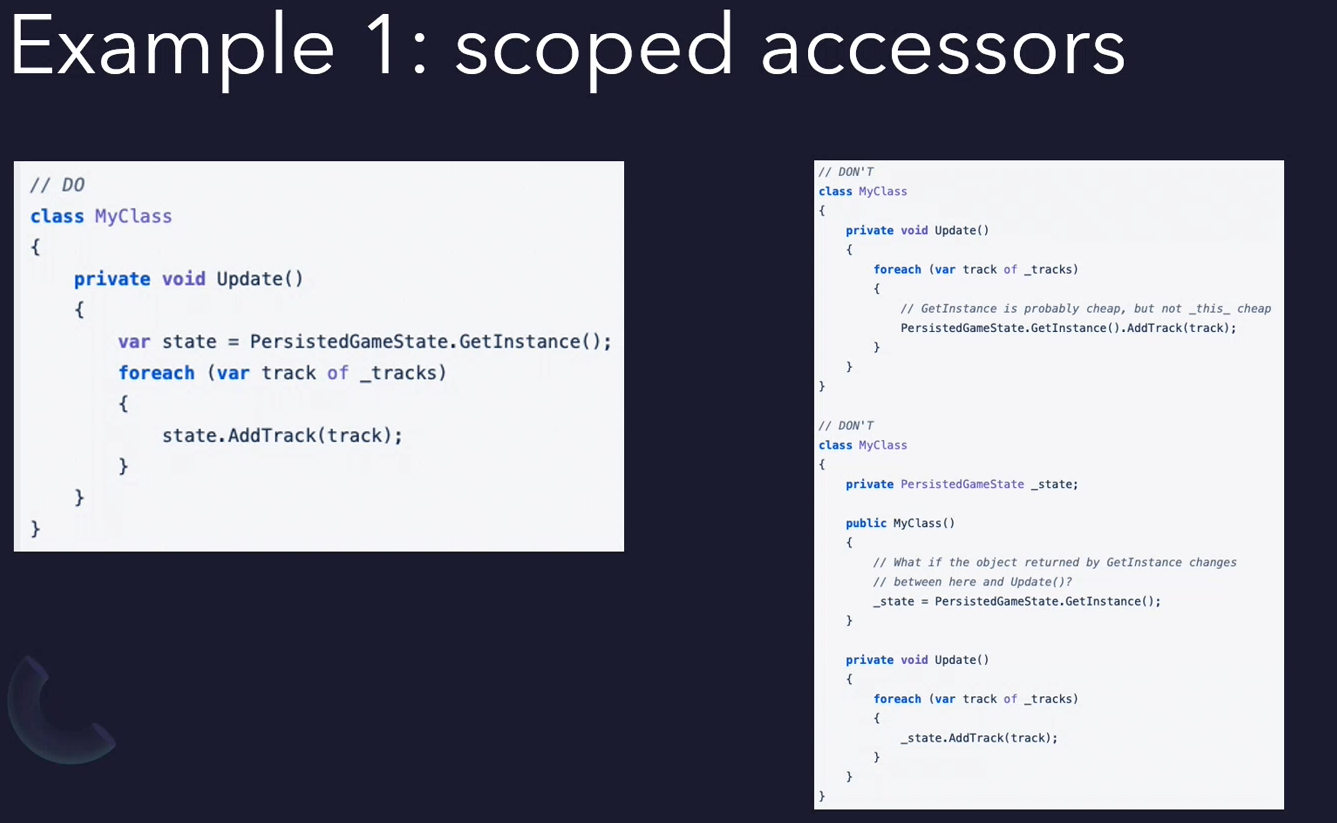 Example 1: scoped accessors
// DO
class MyClass
{
    private void Update()
    {
        var state = PersistedGameState.GetInstance();
        foreach (var track of _tracks)
        {
            state.AddTrack(track);
        }
    }
}
// DON'T
class MyClass
{
    private void Update()
    {
        foreach (var track of _tracks)
        {
            // GetInstance is probably cheap, but not _this_ cheap
            PersistedGameState.GetInstance().AddTrack(track);
        }
    }
}
// DON'T
class MyClass
{
    private PersistedGameState _state;
    public MyClass()
    {
        // What if the object returned by GetInstance changes
        // between here and Update()?
        _state = PersistedGameState.GetInstance();
    }
    private void Update()
    {
        foreach (var track of _tracks)
        {
            _state.AddTrack(track);
        }
    }
}